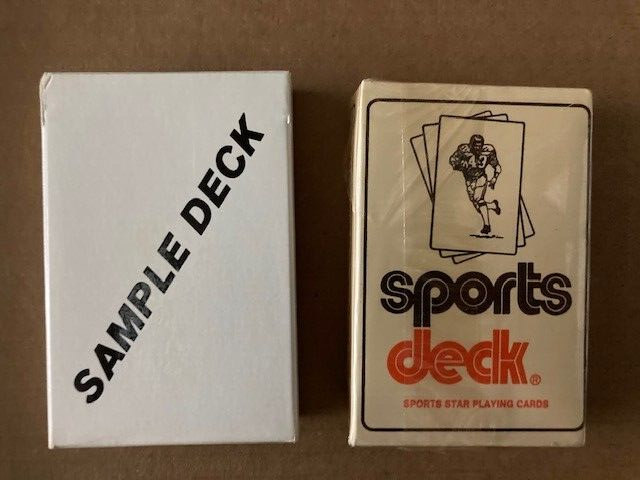 SAMPLE DECK
sports
deck®
SPORTS STAR PLAYING CARDS